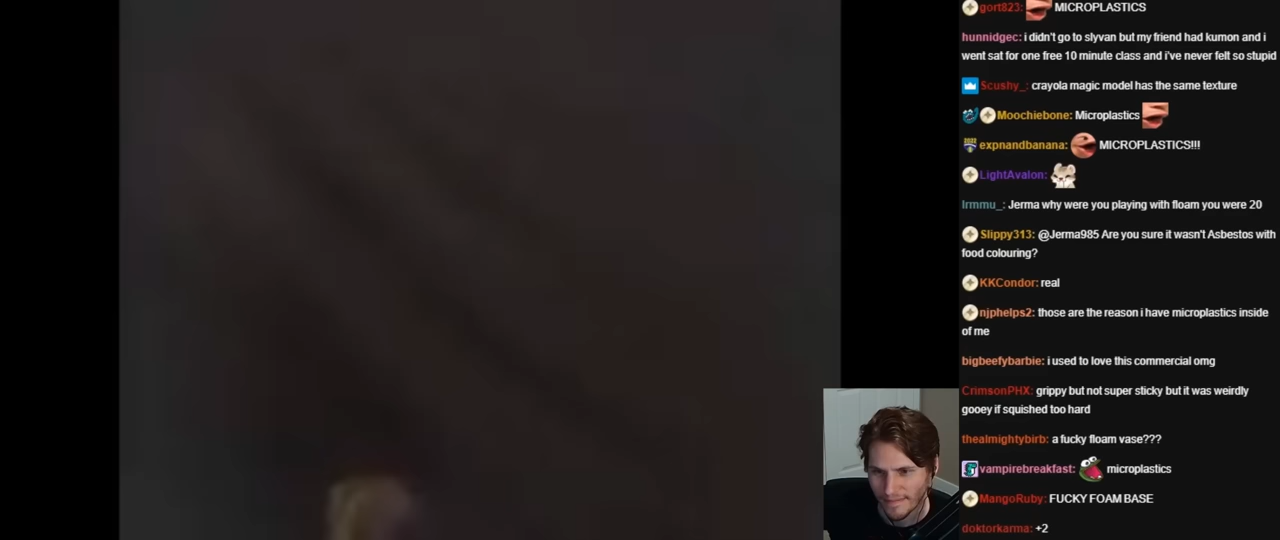 gort823: MICROPLASTICS
hunnidgec: i didn't go to slyvan but my friend had kumon and i
went sat for one free 10 minute class and i've never felt so stupid
Scushy_: crayola magic model has the same texture
Moochiebone: Microplastics
expnandbanana: MICROPLASTICS!!!
LightAvalon:
lrmmu_: Jerma why were you playing with floam you were 20
Slippy313: @Jerma985 Are you sure it wasn't Asbestos with
food colouring?
KKCondor: real
njphelps2: those are the reason i have microplastics inside
of me
bigbeefybarbie: i used to love this commercial omg
CrimsonPHX: grippy but not super sticky but it was weirdly
gooey if squished too hard
thealmightybirb: a fucky floam vase???
vampirebreakfast: microplastics
MangoRuby: FUCKY FOAM BASE
doktorkarma: +2